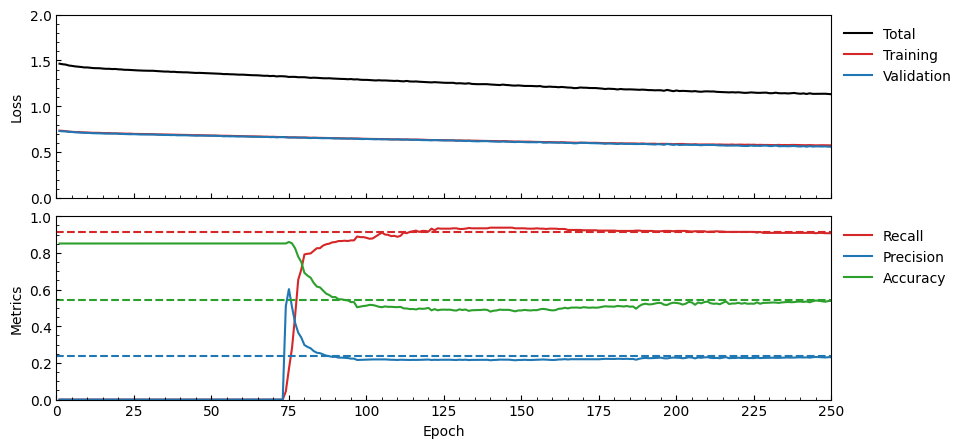 2.0
1.5
1.0
0.5
0.0
Loss
Total
Training
Validation
1.0
0.8
0.6
0.4
0.2
0.0
Metrics
Recall
Precision
Accuracy
0 25 50 75 100 125 150 175 200 225 250
Epoch